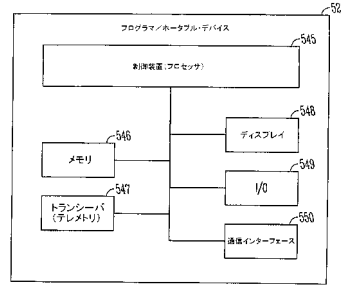 52
プログラマ/ポータブル・デバイス
545
制御装置(プロセッサ)
548
ディスプレイ
546
メモリ
549
I/O
547
トランシーバ
(テレメトリ)
550
通信インターフェース